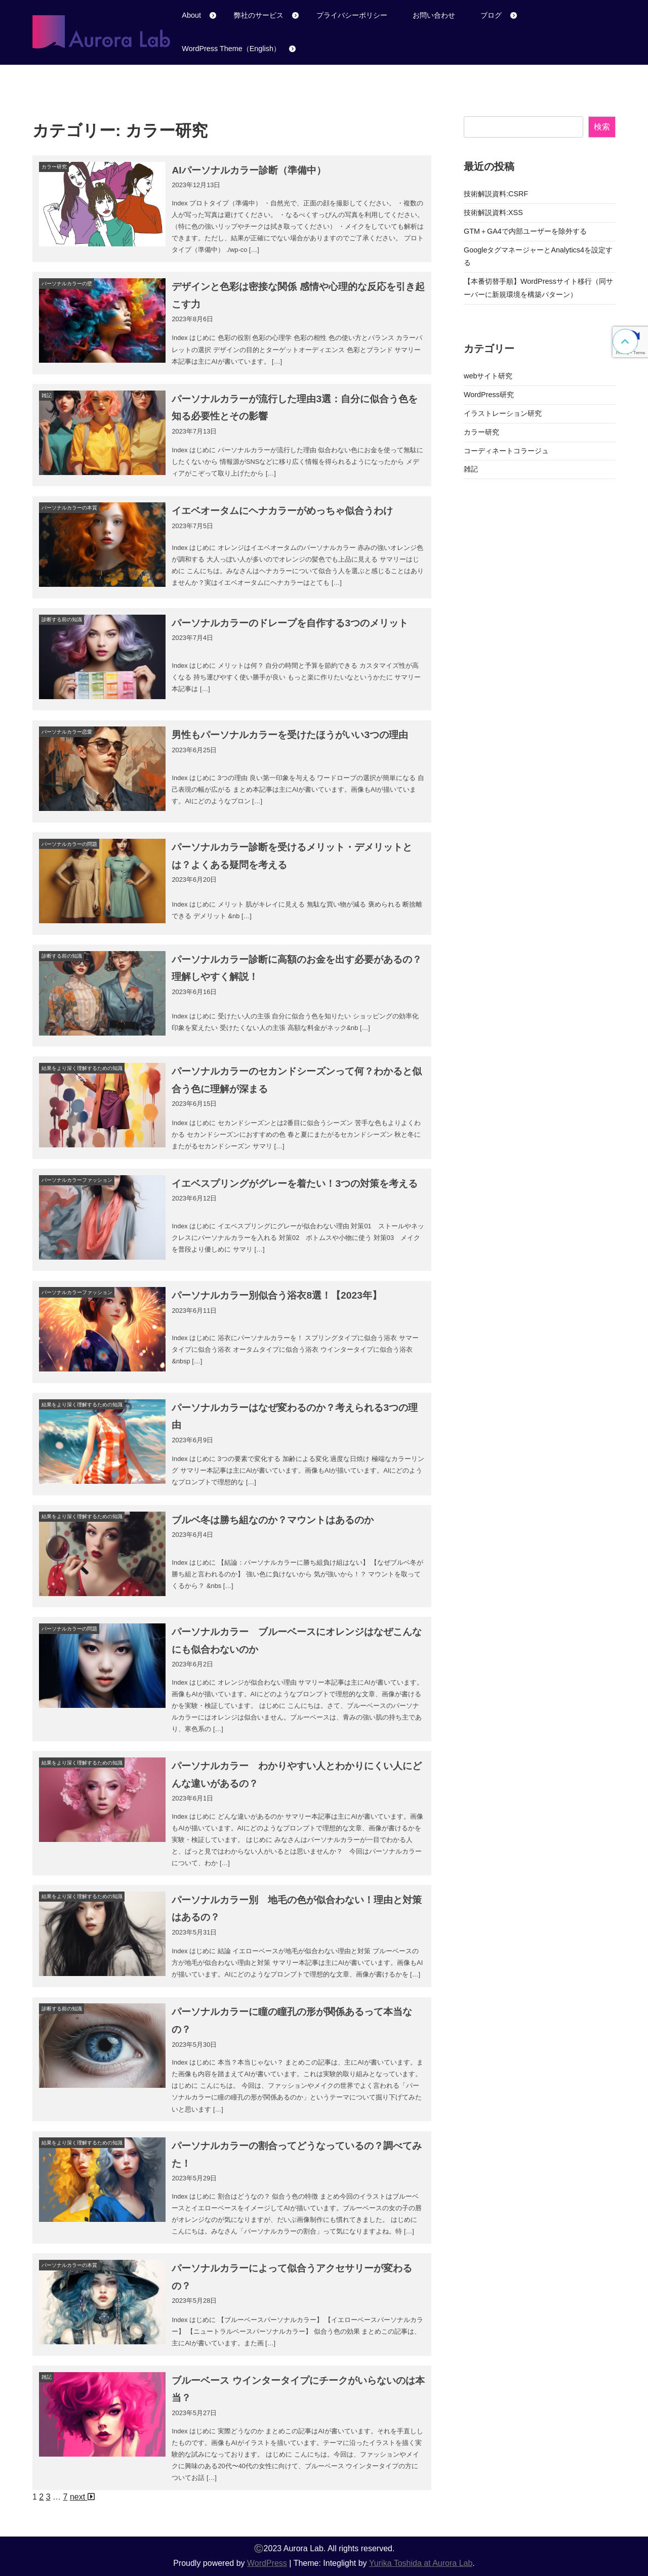 Aurora Lab
About
弊社のサービス
プライバシーポリシー
お問い合わせ
ブログ
WordPress Theme（English）
カテゴリー: カラー研究
カラー研究
AIパーソナルカラー診断（準備中）
2023年12月13日
Index プロトタイプ（準備中） ・自然光で、正面の顔を撮影してください。 ・複数の
人が写った写真は避けてください。 ・なるべくすっぴんの写真を利用してください。
（特に色の強いリップやチークは拭き取ってください） ・メイクをしていても解析は
できます。ただし、結果が正確にでない場合がありますのでご了承ください。 プロト
タイプ（準備中） ./wp-co […]
パーソナルカラーの壁
デザインと色彩は密接な関係 感情や心理的な反応を引き起
こす力
2023年8月6日
Index はじめに 色彩の役割 色彩の心理学 色彩の相性 色の使い方とバランス カラーパ
レットの選択 デザインの目的とターゲットオーディエンス 色彩とブランド サマリー
本記事は主にAIが書いています。 […]
雑記
パーソナルカラーが流行した理由3選：自分に似合う色を
知る必要性とその影響
2023年7月13日
Index はじめに パーソナルカラーが流行した理由 似合わない色にお金を使って無駄に
したくないから 情報源がSNSなどに移り広く情報を得られるようになったから メデ
ィアがこぞって取り上げたから […]
パーソナルカラーの本質
イエベオータムにヘナカラーがめっちゃ似合うわけ
2023年7月5日
Index はじめに オレンジはイエベオータムのパーソナルカラー 赤みの強いオレンジ色
が調和する 大人っぽい人が多いのでオレンジの髪色でも上品に見える サマリーはじ
めに こんにちは。みなさんはヘナカラーについて似合う人を選ぶと感じることはあり
ませんか？実はイエベオータムにヘナカラーはとても […]
診断する前の知識
パーソナルカラーのドレープを自作する3つのメリット
2023年7月4日
Index はじめに メリットは何？ 自分の時間と予算を節約できる カスタマイズ性が高
くなる 持ち運びやすく使い勝手が良い もっと楽に作りたいなというかたに サマリー
本記事は […]
パーソナルカラー恋愛
男性もパーソナルカラーを受けたほうがいい3つの理由
2023年6月25日
Index はじめに 3つの理由 良い第一印象を与える ワードローブの選択が簡単になる 自
己表現の幅が広がる まとめ本記事は主にAIが書いています。画像もAIが描いていま
す。AIにどのようなプロン […]
パーソナルカラーの問題
パーソナルカラー診断を受けるメリット・デメリットと
は？よくある疑問を考える
2023年6月20日
Index はじめに メリット 肌がキレイに見える 無駄な買い物が減る 褒められる 断捨離
できる デメリット &nb […]
診断する前の知識
パーソナルカラー診断に高額のお金を出す必要があるの？
理解しやすく解説！
2023年6月16日
Index はじめに 受けたい人の主張 自分に似合う色を知りたい ショッピングの効率化
印象を変えたい 受けたくない人の主張 高額な料金がネック&nb […]
結果をより深く理解するための知識
パーソナルカラーのセカンドシーズンって何？わかると似
合う色に理解が深まる
2023年6月15日
Index はじめに セカンドシーズンとは2番目に似合うシーズン 苦手な色もよりよくわ
かる セカンドシーズンにおすすめの色 春と夏にまたがるセカンドシーズン 秋と冬に
またがるセカンドシーズン サマリ […]
パーソナルカラーファッション
イエベスプリングがグレーを着たい！3つの対策を考える
2023年6月12日
Index はじめに イエベスプリングにグレーが似合わない理由 対策01　ストールやネッ
クレスにパーソナルカラーを入れる 対策02　ボトムスや小物に使う 対策03　メイク
を普段より優しめに サマリ […]
パーソナルカラーファッション
パーソナルカラー別似合う浴衣8選！【2023年】
2023年6月11日
Index はじめに 浴衣にパーソナルカラーを！ スプリングタイプに似合う浴衣 サマー
タイプに似合う浴衣 オータムタイプに似合う浴衣 ウインタータイプに似合う浴衣
&nbsp […]
結果をより深く理解するための知識
パーソナルカラーはなぜ変わるのか？考えられる3つの理
由
2023年6月9日
Index はじめに 3つの要素で変化する 加齢による変化 過度な日焼け 極端なカラーリン
グ サマリー本記事は主にAIが書いています。画像もAIが描いています。AIにどのよう
なプロンプトで理想的な […]
結果をより深く理解するための知識
ブルベ冬は勝ち組なのか？マウントはあるのか
2023年6月4日
Index はじめに 【結論：パーソナルカラーに勝ち組負け組はない】 【なぜブルベ冬が
勝ち組と言われるのか】 強い色に負けないから 気が強いから！？ マウントを取って
くるから？ &nbs […]
パーソナルカラーの問題
パーソナルカラー　ブルーベースにオレンジはなぜこんな
にも似合わないのか
2023年6月2日
Index はじめに オレンジが似合わない理由 サマリー本記事は主にAIが書いています。
画像もAIが描いています。AIにどのようなプロンプトで理想的な文章、画像が書ける
かを実験・検証しています。 はじめに こんにちは。さて、ブルーベースのパーソナ
ルカラーにはオレンジは似合いません。ブルーベースは、青みの強い肌の持ち主であ
り、寒色系の […]
結果をより深く理解するための知識
パーソナルカラー　わかりやすい人とわかりにくい人にど
んな違いがあるの？
2023年6月1日
Index はじめに どんな違いがあるのか サマリー本記事は主にAIが書いています。画像
もAIが描いています。AIにどのようなプロンプトで理想的な文章、画像が書けるかを
実験・検証しています。 はじめに みなさんはパーソナルカラーが一目でわかる人
と、ぱっと見ではわからない人がいるとは思いませんか？　今回はパーソナルカラー
について、わか […]
結果をより深く理解するための知識
パーソナルカラー別　地毛の色が似合わない！理由と対策
はあるの？
2023年5月31日
Index はじめに 結論 イエローベースが地毛が似合わない理由と対策 ブルーベースの
方が地毛が似合わない理由と対策 サマリー本記事は主にAIが書いています。画像もAI
が描いています。AIにどのようなプロンプトで理想的な文章、画像が書けるかを […]
診断する前の知識
パーソナルカラーに瞳の瞳孔の形が関係あるって本当な
の？
2023年5月30日
Index はじめに 本当？本当じゃない？ まとめこの記事は、主にAIが書いています。ま
た画像も内容を踏まえてAIが書いています。これは実験的取り組みとなっています。
はじめに こんにちは。 今回は、ファッションやメイクの世界でよく言われる「パー
ソナルカラーに瞳の瞳孔の形が関係あるのか」というテーマについて掘り下げてみた
いと思います […]
結果をより深く理解するための知識
パーソナルカラーの割合ってどうなっているの？調べてみ
た！
2023年5月29日
Index はじめに 割合はどうなの？ 似合う色の特徴 まとめ今回のイラストはブルーベ
ースとイエローベースをイメージしてAIが描いています。ブルーベースの女の子の唇
がオレンジなのが気になりますが、だいぶ画像制作にも慣れてきました。 はじめに
こんにちは。みなさん「パーソナルカラーの割合」って気になりますよね。特 […]
パーソナルカラーの本質
パーソナルカラーによって似合うアクセサリーが変わる
の？
2023年5月28日
Index はじめに 【ブルーベースパーソナルカラー】 【イエローベースパーソナルカラ
ー】 【ニュートラルベースパーソナルカラー】 似合う色の効果 まとめこの記事は、
主にAIが書いています。また画 […]
雑記
ブルーベース ウインタータイプにチークがいらないのは本
当？
2023年5月27日
Index はじめに 実際どうなのか まとめこの記事はAIが書いています。それを手直しし
たものです。画像もAIがイラストを描いています。テーマに沿ったイラストを描く実
験的な試みになっております。 はじめに こんにちは。今回は、ファッションやメイ
クに興味のある20代〜40代の女性に向けて、ブルーベース ウインタータイプの方に
ついてお話 […]
1 2 3 … 7 next
検索
最近の投稿
技術解説資料:CSRF
技術解説資料:XSS
GTM＋GA4で内部ユーザーを除外する
GoogleタグマネージャーとAnalytics4を設定す
る
【本番切替手順】WordPressサイト移行（同サ
ーバーに新規環境を構築パターン）
カテゴリー
webサイト研究
WordPress研究
イラストレーション研究
カラー研究
コーディネートコラージュ
雑記
Ⓒ2023 Aurora Lab. All rights reserved.
Proudly powered by WordPress | Theme: Integlight by Yurika Toshida at Aurora Lab.